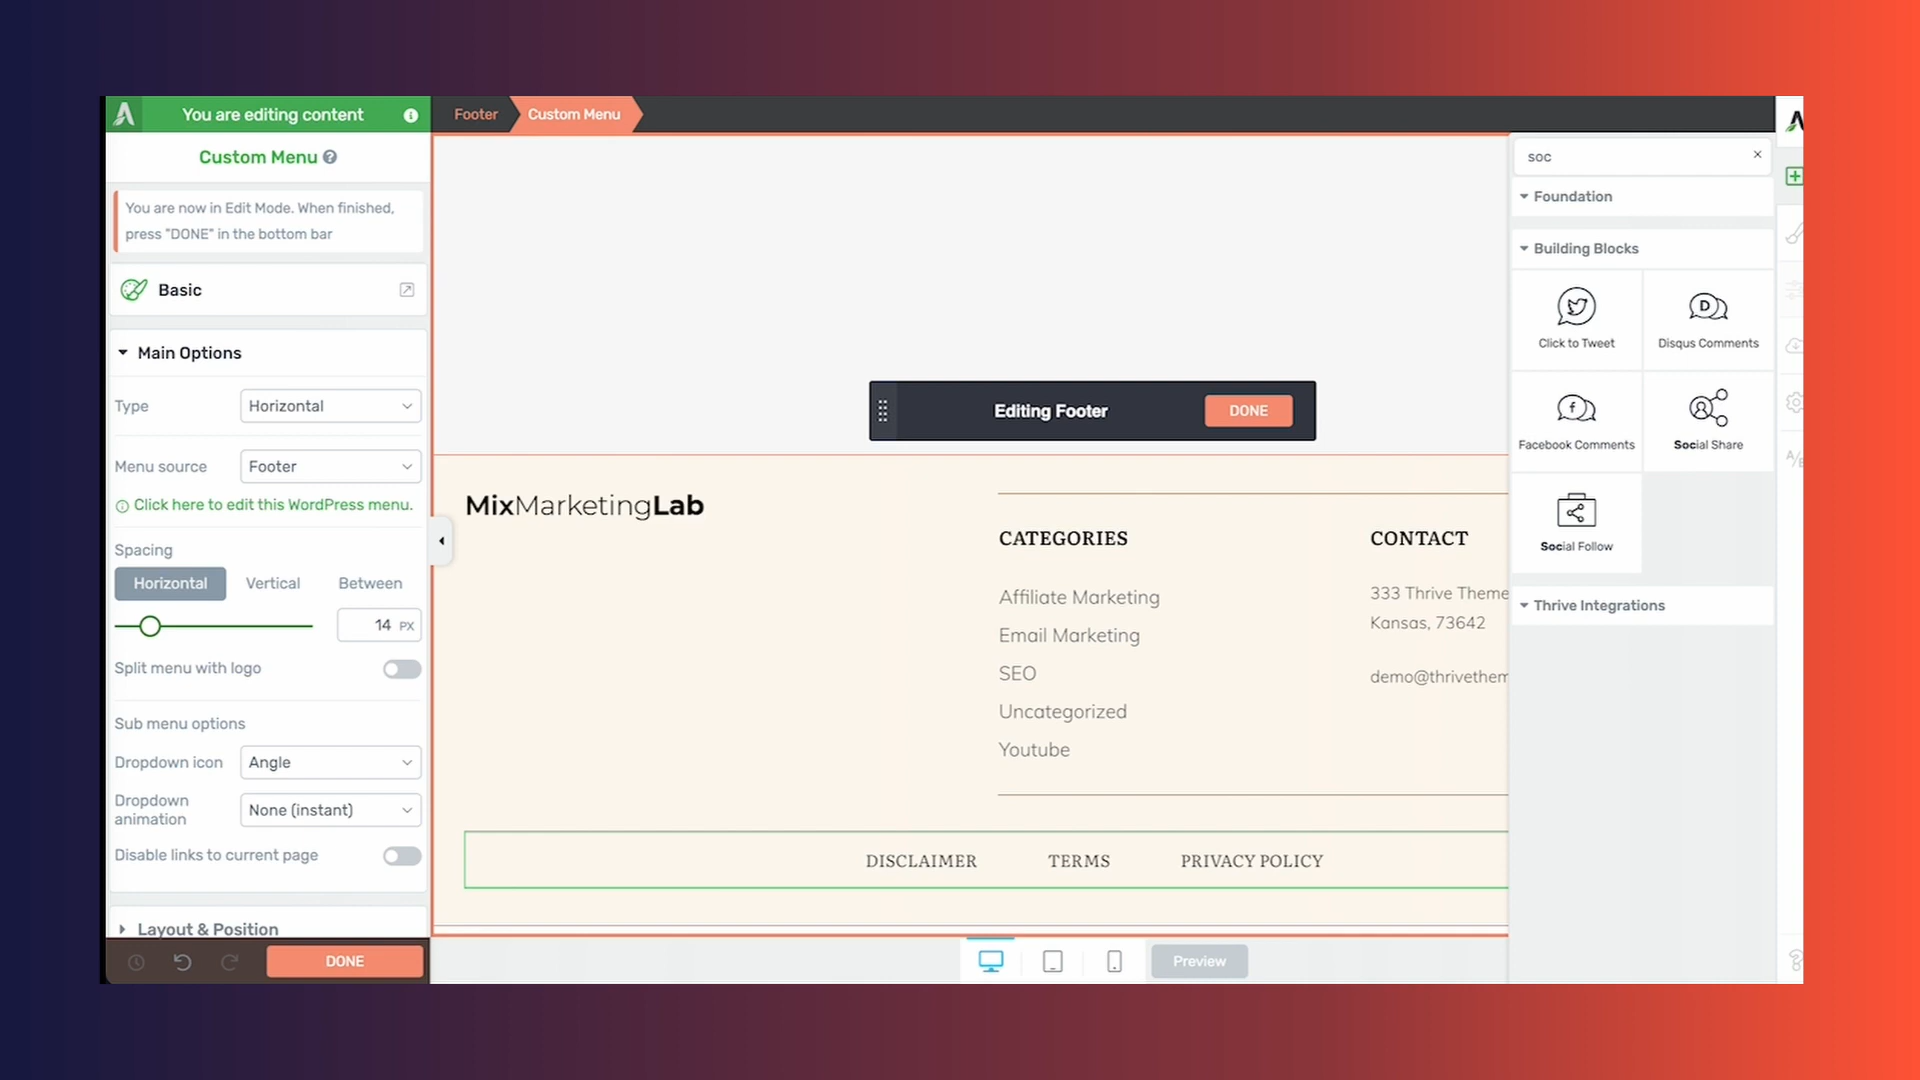 You are editing content
Footer
Custom Menu
Custom Menu
You are now in Edit Mode. When finished,
press "DONE" in the bottom bar
Basic
Main Options
Type
Horizontal
Menu source
Footer
Click here to edit this WordPress menu.
Spacing
Horizontal
Vertical
Between
14 PX
Split menu with logo
Sub menu options
Dropdown icon
Angle
Dropdown
animation
None (instant)
Disable links to current page
Layout & Position
DONE
Editing Footer
DONE
MixMarketingLab
CATEGORIES
Affiliate Marketing
Email Marketing
SEO
Uncategorized
Youtube
CONTACT
333 Thrive Theme
Kansas, 73642
demo@thrivethem
DISCLAIMER
TERMS
PRIVACY POLICY
Preview
soc
Foundation
Building Blocks
Click to Tweet
Disqus Comments
Facebook Comments
Social Share
Social Follow
Thrive Integrations
A/B